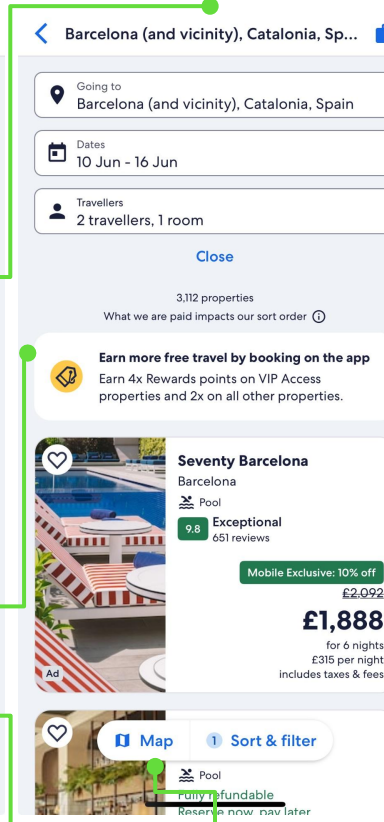 Barcelona (and vicinity), Catalonia, Sp...
Going to
Barcelona (and vicinity), Catalonia, Spain
Dates
10 Jun - 16 Jun
Travellers
2 travellers, 1 room
Close
3,112 properties
What we are paid impacts our sort order
Earn more free travel by booking on the app
Earn 4x Rewards points on VIP Access
properties and 2x on all other properties.
Seventy Barcelona
Barcelona
Pool
9.8 Exceptional
651 reviews
Mobile Exclusive: 10% off
£2,092
£1,888
for 6 nights
£315 per night
includes taxes & fees
Ad
Map
1 Sort & filter
Pool
Fully refundable
Reserve now, pay later